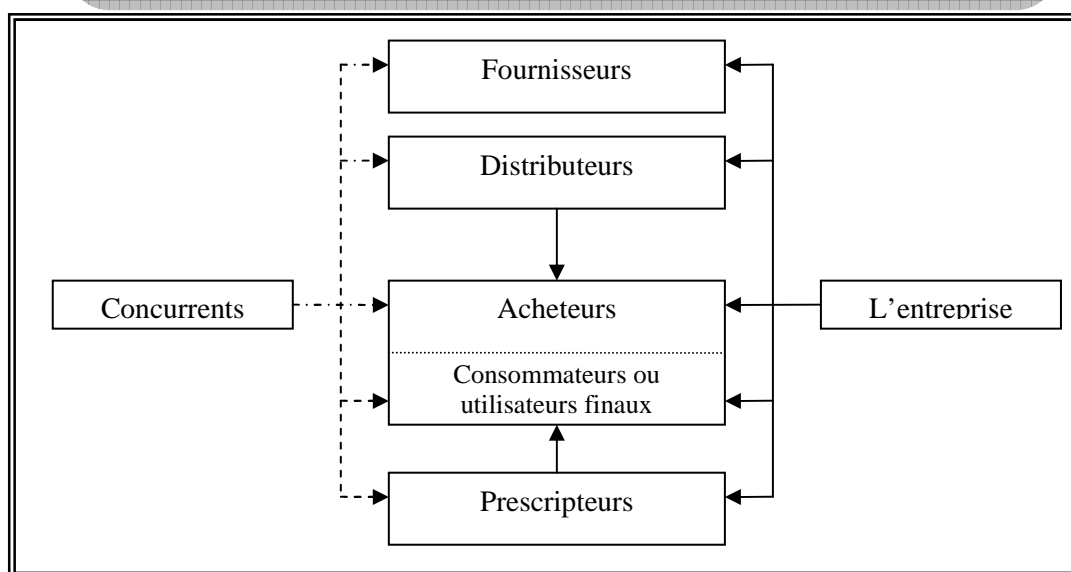 Fournisseurs
Distributeurs
Concurrents
Acheteurs
L'entreprise
Consommateurs ou
utilisateurs finaux
Prescripteurs